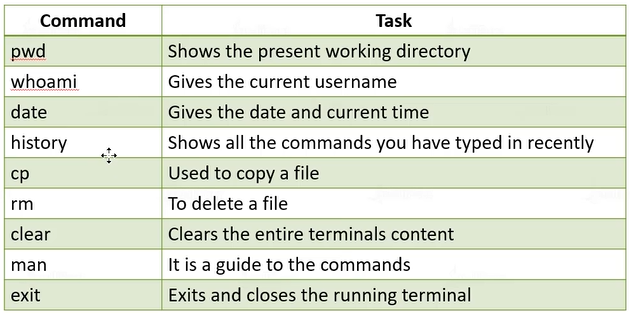 Command Task
pwd Shows the present working directory
whoami Gives the current username
date Gives the date and current time
history Shows all the commands you have typed in recently
cp Used to copy a file
rm To delete a file
clear Clears the entire terminals content
man It is a guide to the commands
exit Exits and closes the running terminal